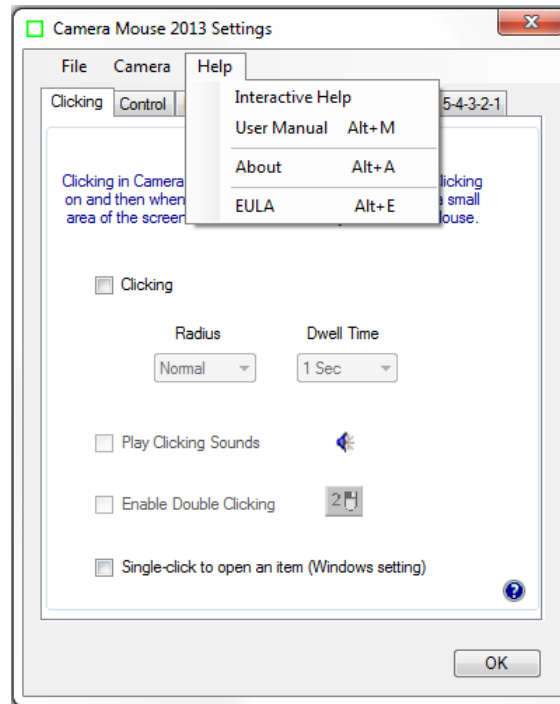 Camera Mouse 2013 Settings
File Camera Help
Interactive Help
User Manual Alt+M
About Alt+A
EULA Alt+E
Clicking Control 5-4-3-2-1
Clicking in Camera licking
on and then when a small
area of the screen ouse.
Clicking
Radius Dwell Time
Normal 1 Sec
Play Clicking Sounds
Enable Double Clicking 2
Single-click to open an item (Windows setting)
?
OK